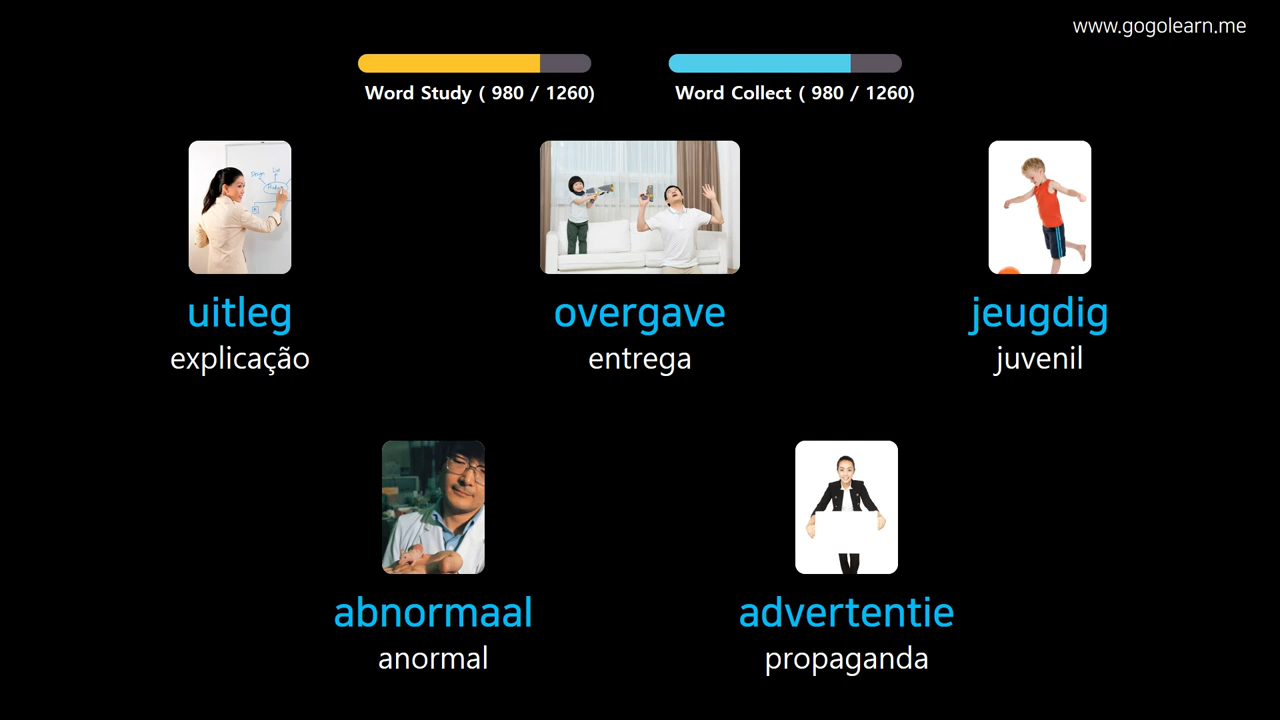 www.gogolearn.me
Word Study ( 980 / 1260)
Word Collect ( 980 / 1260)
uitleg
explicação
overgave
entrega
jeugdig
juvenil
abnormaal
anormal
advertentie
propaganda